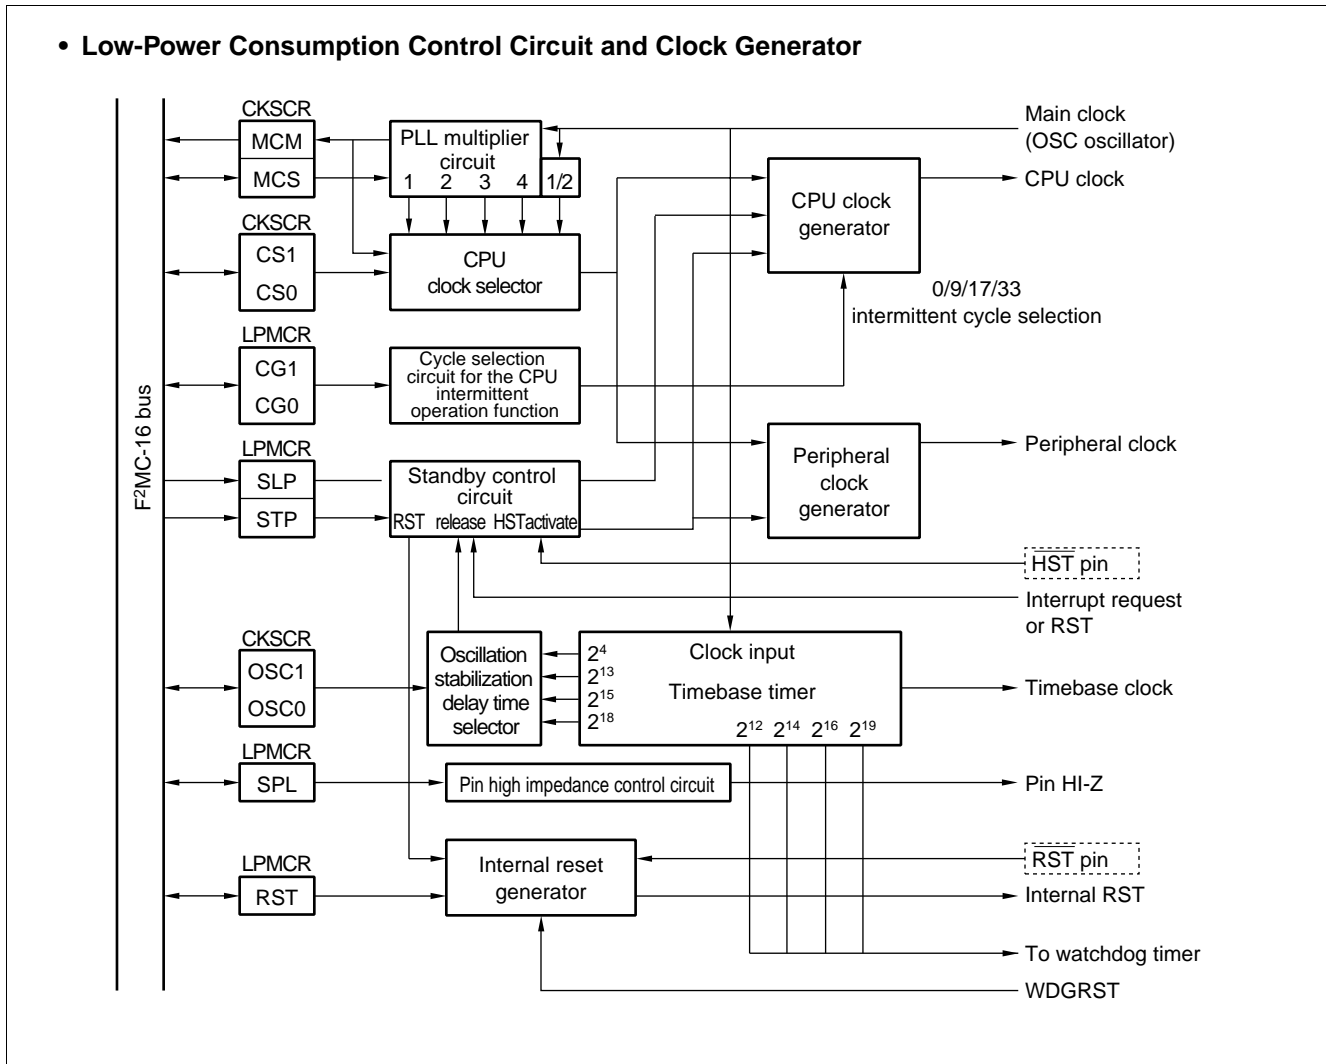 • Low-Power Consumption Control Circuit and Clock Generator
CKSCR
MCM
MCS
PLL multiplier
circuit
1 2 3 4 1/2
Main clock
(OSC oscillator)
CPU clock generator
CPU clock
CKSCR
CS1
CS0
CPU
clock selector
0/9/17/33
intermittent cycle selection
LPMCR
CG1
CG0
Cycle selection
circuit for the CPU
intermittent
operation function
F²MC-16 bus
LPMCR
SLP
STP
Standby control
circuit
RST release HST activate
Peripheral
clock
generator
Peripheral clock
HST pin
Interrupt request
or RST
CKSCR
OSC1
OSC0
Oscillation
stabilization
delay time
selector
2⁴
2¹³
2¹⁵
2¹⁸
Clock input
Timebase timer
2¹² 2¹⁴ 2¹⁶ 2¹⁹
Timebase clock
LPMCR
SPL
Pin high impedance control circuit
Pin HI-Z
LPMCR
RST
Internal reset
generator
RST pin
Internal RST
To watchdog timer
WDGRST